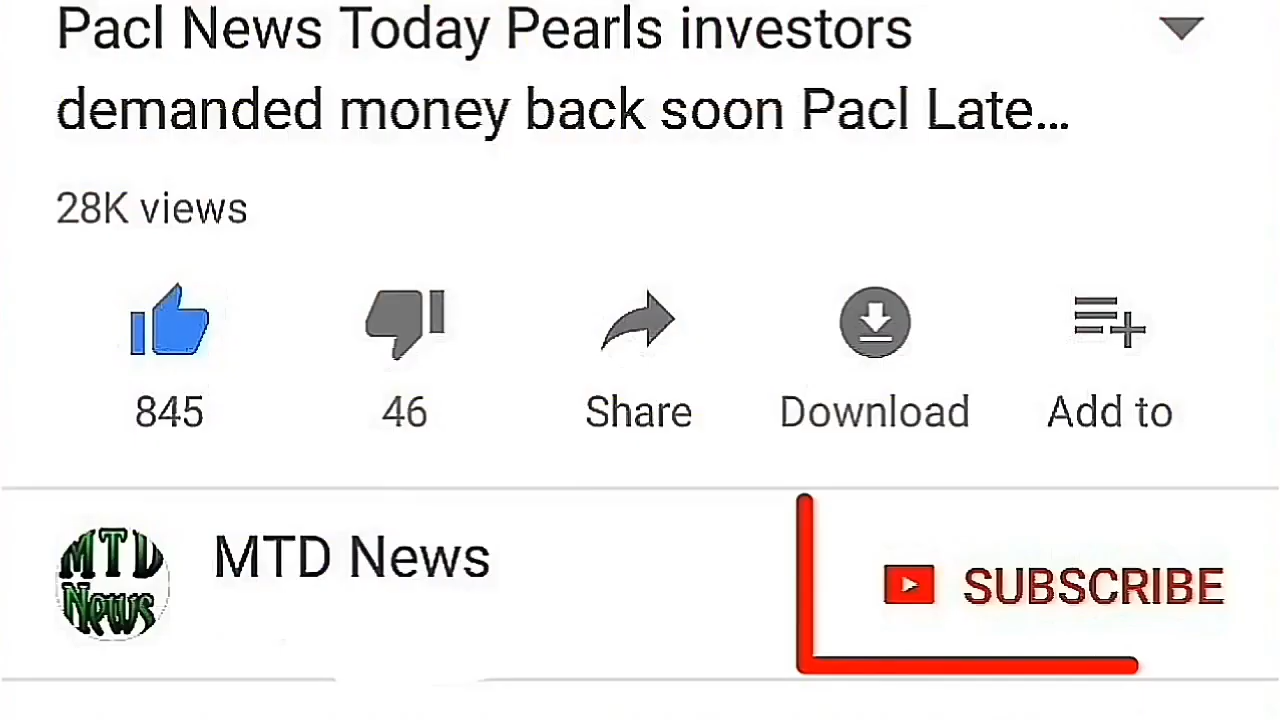 Pacl News Today Pearls investors
demanded money back soon Pacl Late...
28K views
845
46
Share
Download
Add to
MTD
News
MTD News
SUBSCRIBE